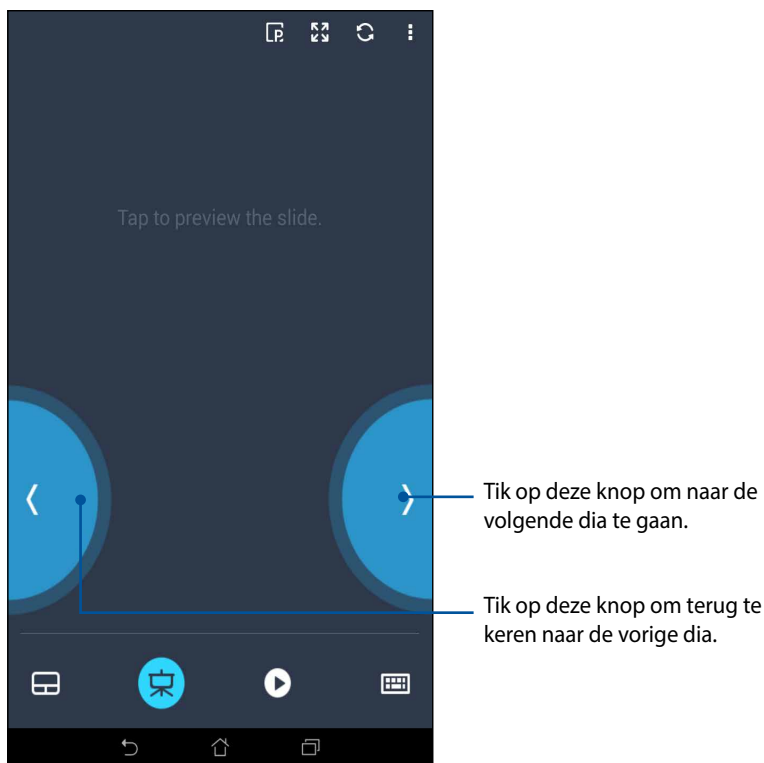 Tap to preview the slide.
Tik op deze knop om naar de
volgende dia te gaan.
Tik op deze knop om terug te
keren naar de vorige dia.